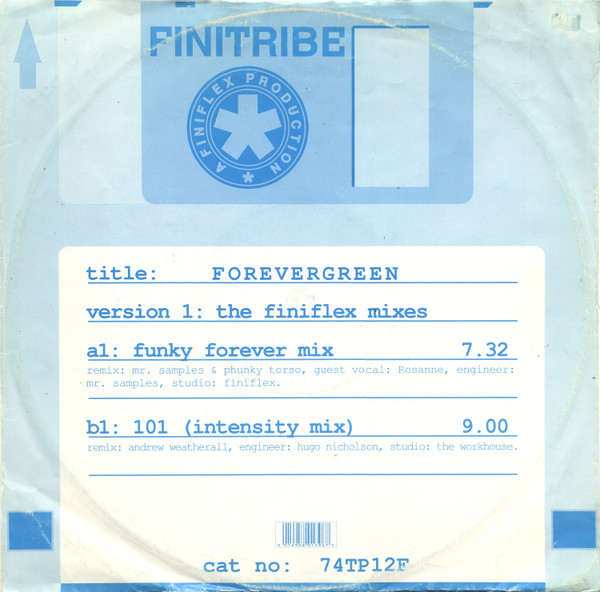 FINITRIBE
A FINIFLEX PRODUCTION
title: FOREVERGREEN
version 1: the finiflex mixes
a1: funky forever mix 7.32
remix: mr. samples & phunky torso, guest vocal: Rosanne, engineer:
mr. samples, studio: finiflex.
b1: 101 (intensity mix) 9.00
remix: andrew weatherall, engineer: hugo nicholson, studio: the workhouse.
cat no: 74TP12F